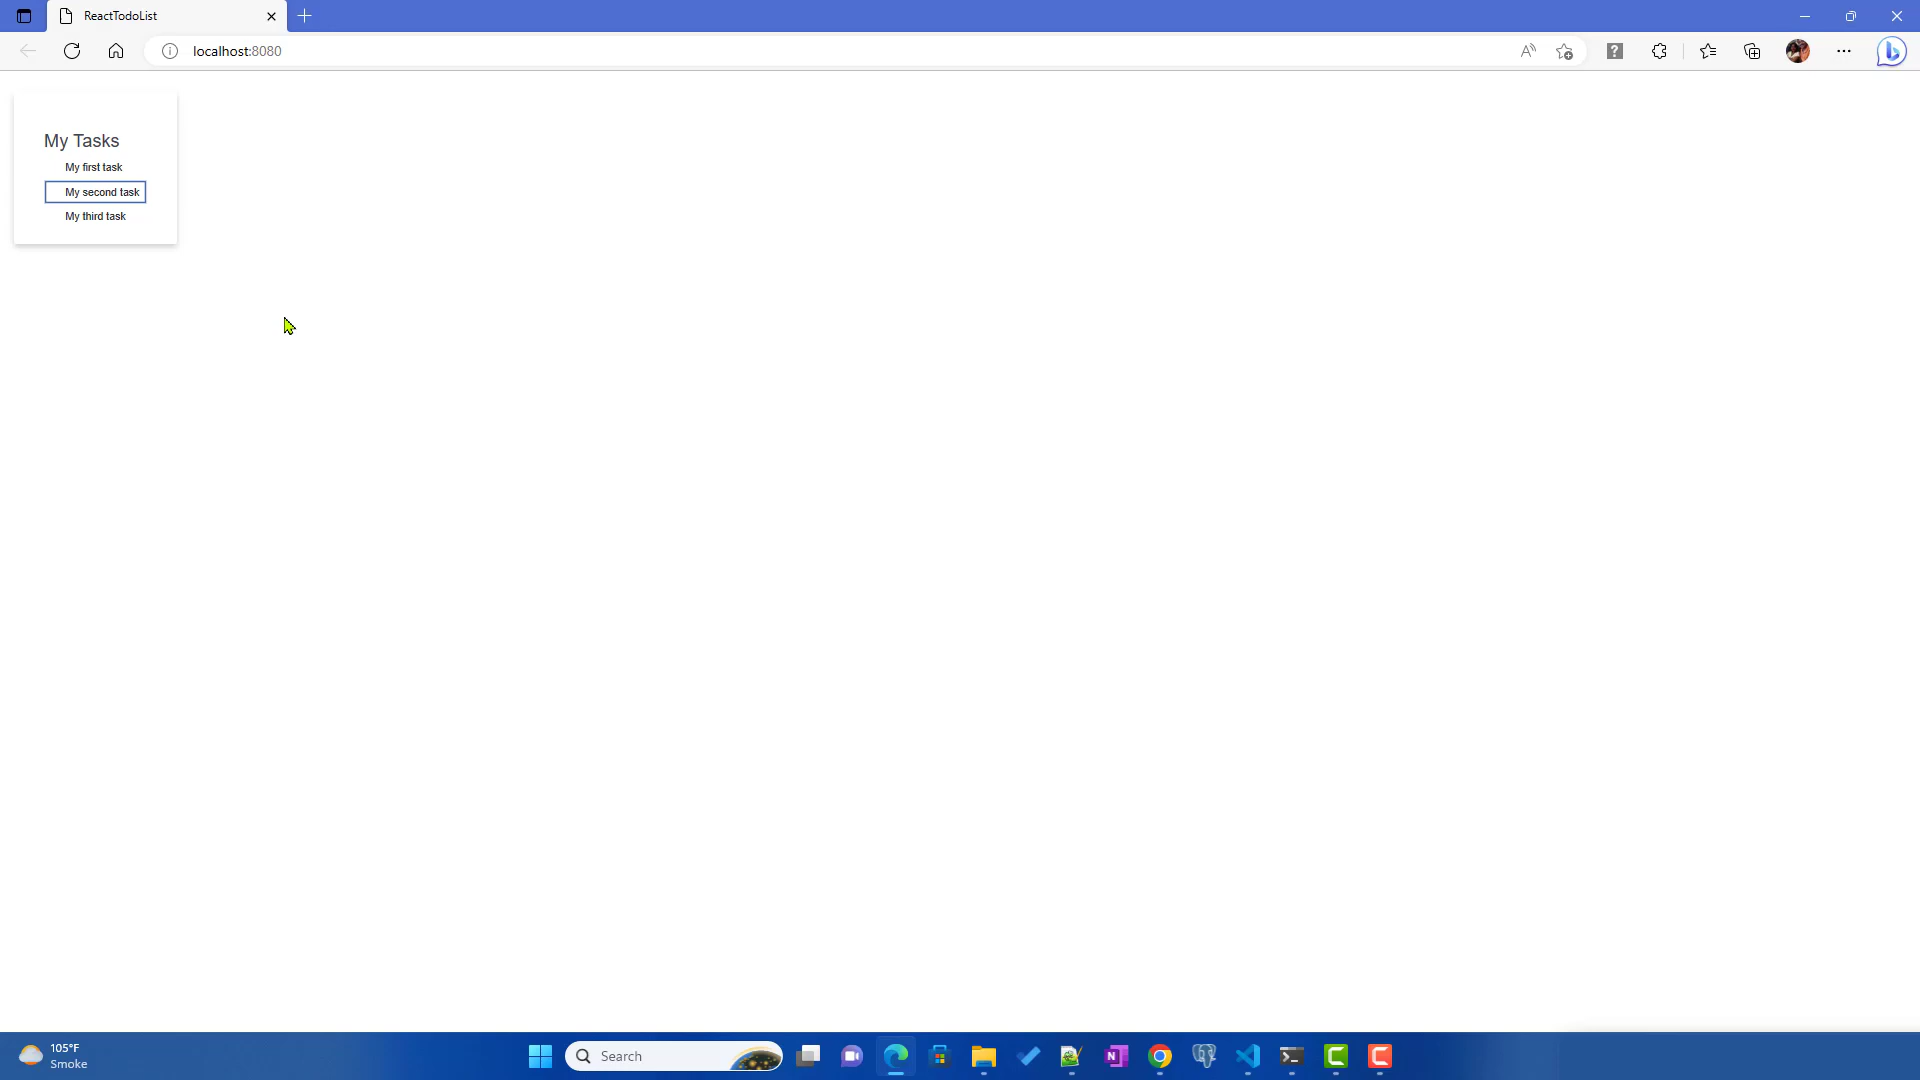 ReactTodoList
localhost:8080
My Tasks
My first task
My second task
My third task
105°F
Smoke
Search